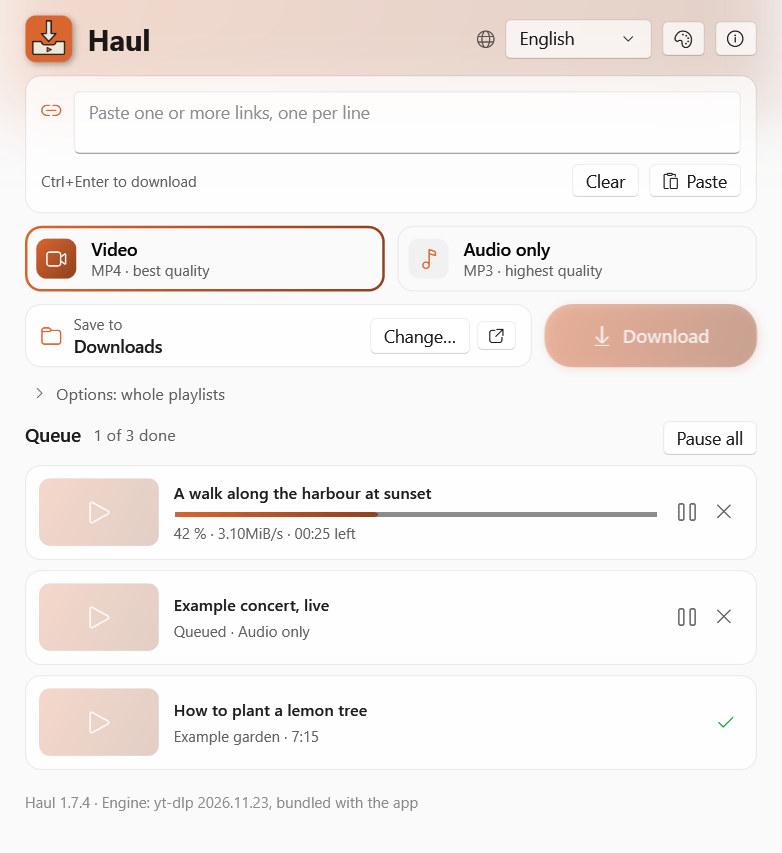 Haul
English
Paste one or more links, one per line
Ctrl+Enter to download
Clear
Paste
Video
MP4 · best quality
Audio only
MP3 · highest quality
Save to
Downloads
Change...
Download
Options: whole playlists
Queue
1 of 3 done
Pause all
A walk along the harbour at sunset
42 % · 3.10MiB/s · 00:25 left
Example concert, live
Queued · Audio only
How to plant a lemon tree
Example garden · 7:15
Haul 1.7.4 · Engine: yt-dlp 2026.11.23, bundled with the app